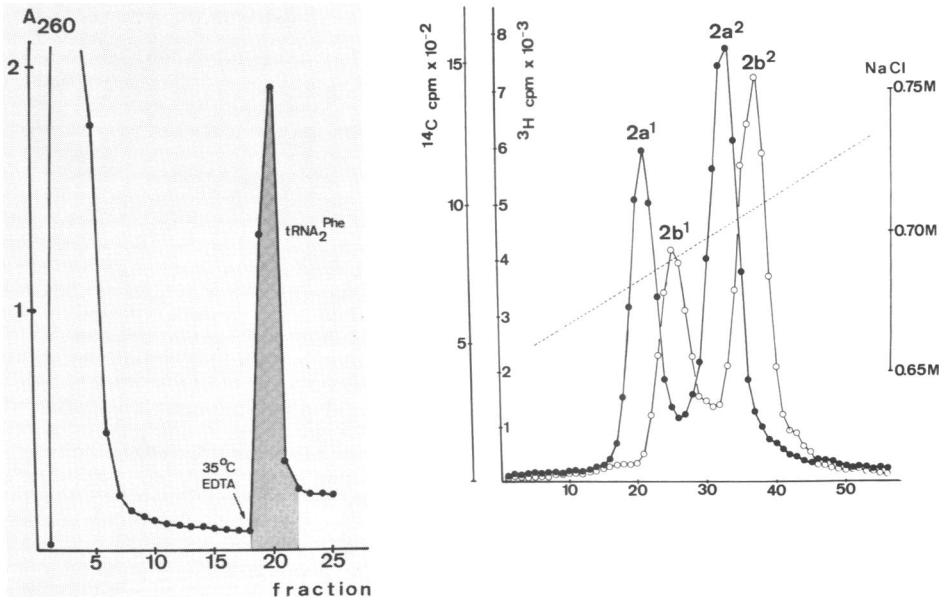 A260
2
1
tRNA2Phe
35°C
EDTA
5
10
15
20
25
fraction
14C cpm x 10-2
15
10
5
3H cpm x 10-3
8
7
6
5
4
3
2
1
2a1
2b1
2a2
2b2
NaCl
0.75M
0.70M
0.65M
10
20
30
40
50